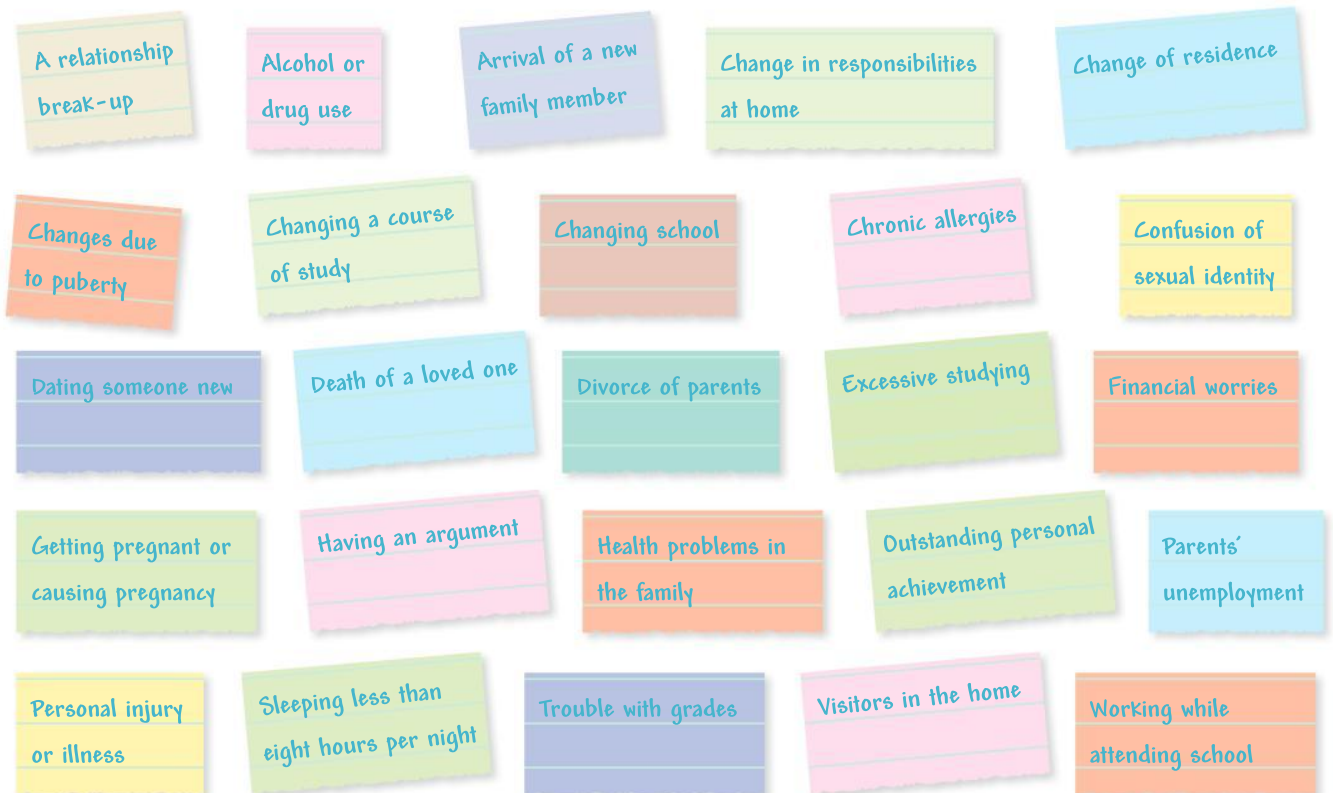 A relationship
break-up
Alcohol or
drug use
Arrival of a new
family member
Change in responsibilities
at home
Change of residence
Changes due
to puberty
Changing a course
of study
Changing school
Chronic allergies
Confusion of
sexual identity
Dating someone new
Death of a loved one
Divorce of parents
Excessive studying
Financial worries
Getting pregnant or
causing pregnancy
Having an argument
Health problems in
the family
Outstanding personal
achievement
Parents'
unemployment
Personal injury
or illness
Sleeping less than
eight hours per night
Trouble with grades
Visitors in the home
Working while
attending school